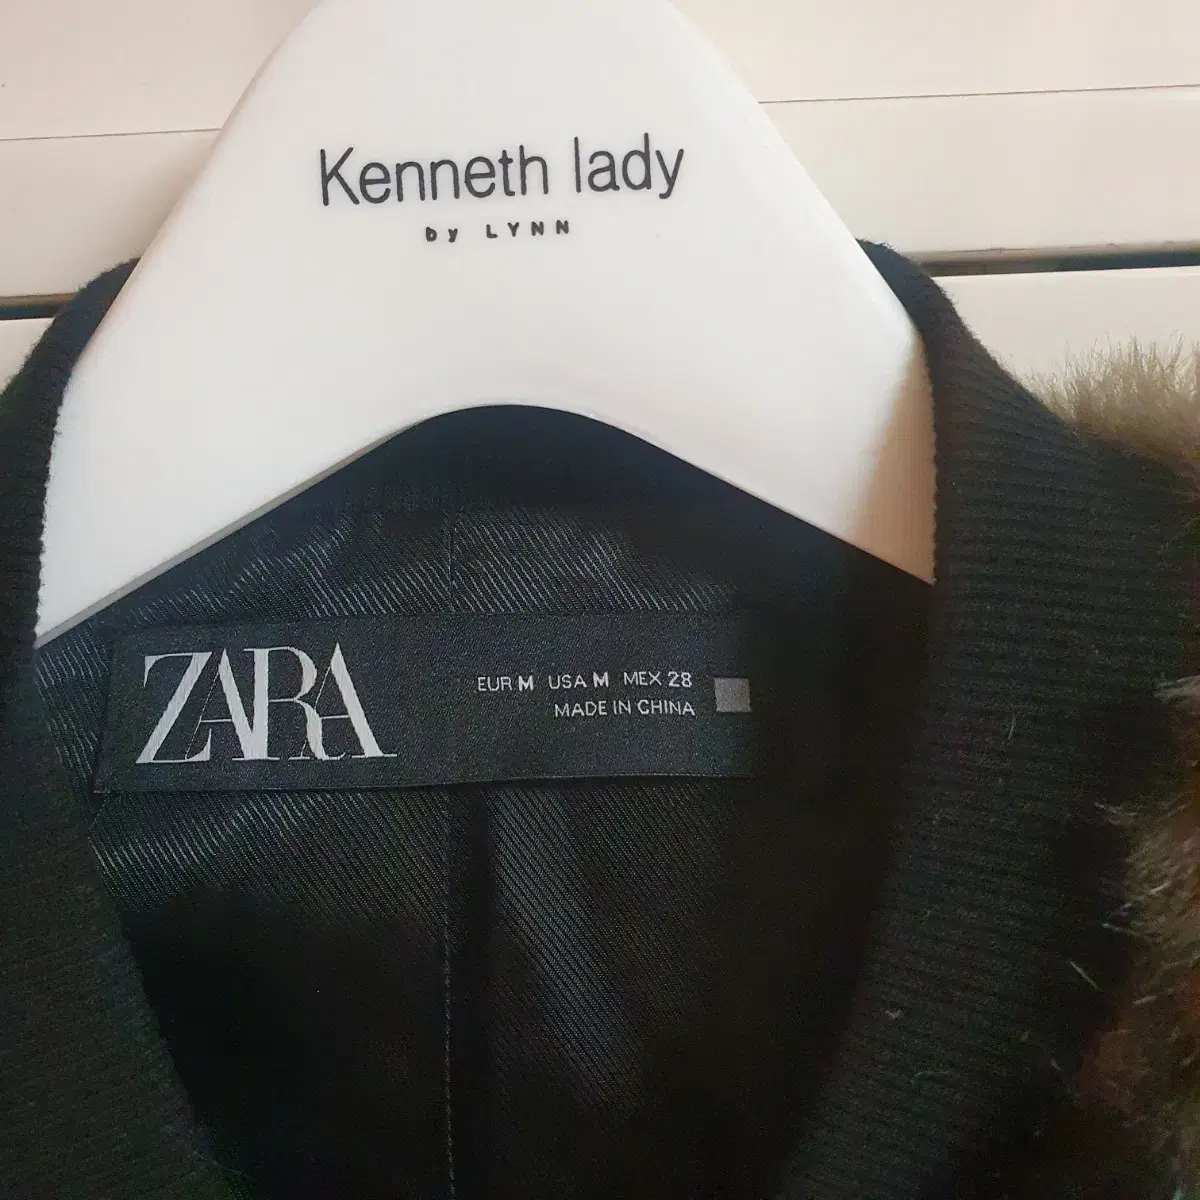 Kenneth lady
by LYNN
ZARA
EUR M USA M MEX 28
MADE IN CHINA